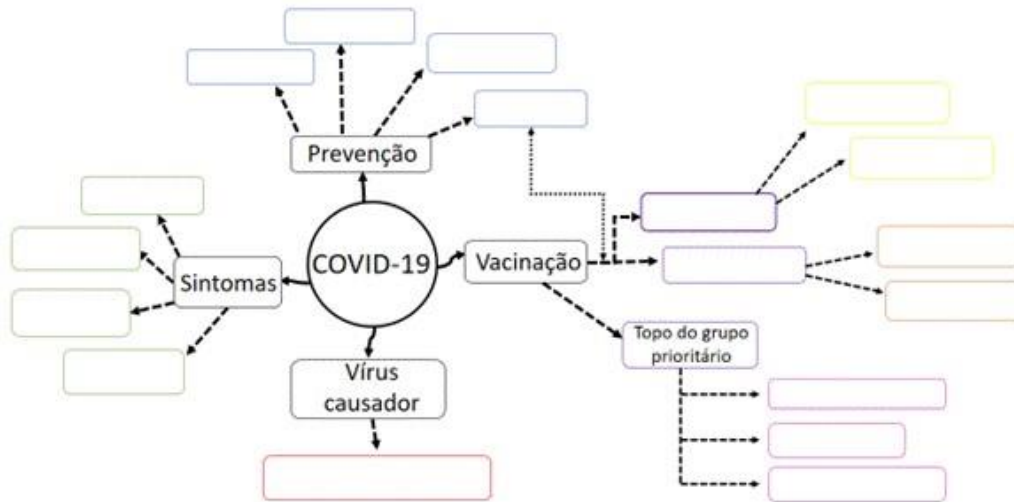 Prevenção
COVID-19
Vacinação
Sintomas
Topo do grupo
prioritário
Vírus
causador